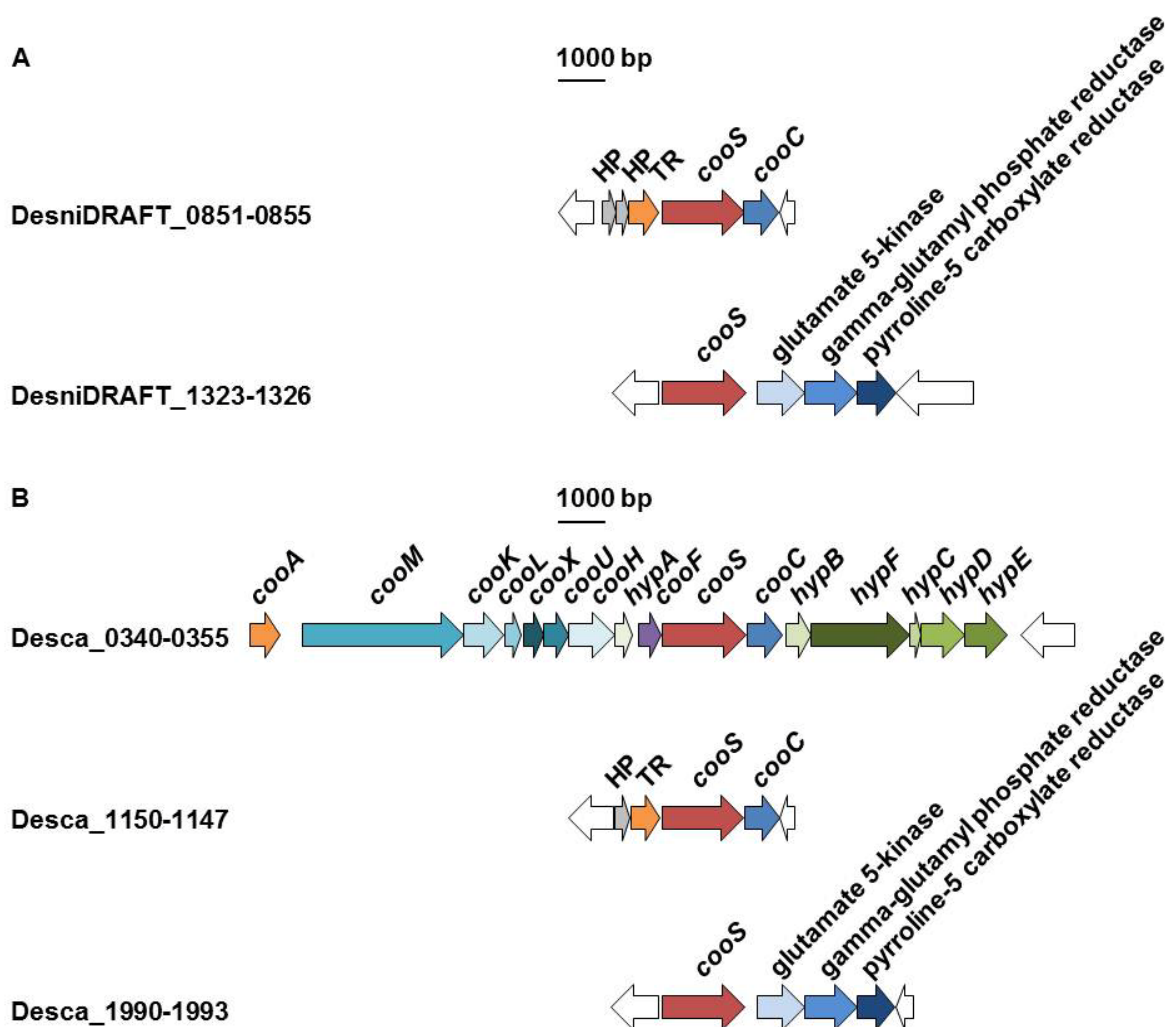 A
1000 bp
HP
HP
TR
cooS
cooC
DesniDRAFT_0851-0855
cooS
glutamate 5-kinase
gamma-glutamyl phosphate reductase
pyrroline-5 carboxylate reductase
DesniDRAFT_1323-1326
B
1000 bp
cooA
cooM
cooK
cooL
cooX
cooU
cooH
hypA
cooF
cooS
cooC
hypB
hypF
hypC
hypD
hypE
Desca_0340-0355
HP
TR
cooS
cooC
Desca_1150-1147
cooS
glutamate 5-kinase
gamma-glutamyl phosphate reductase
pyrroline-5 carboxylate reductase
Desca_1990-1993